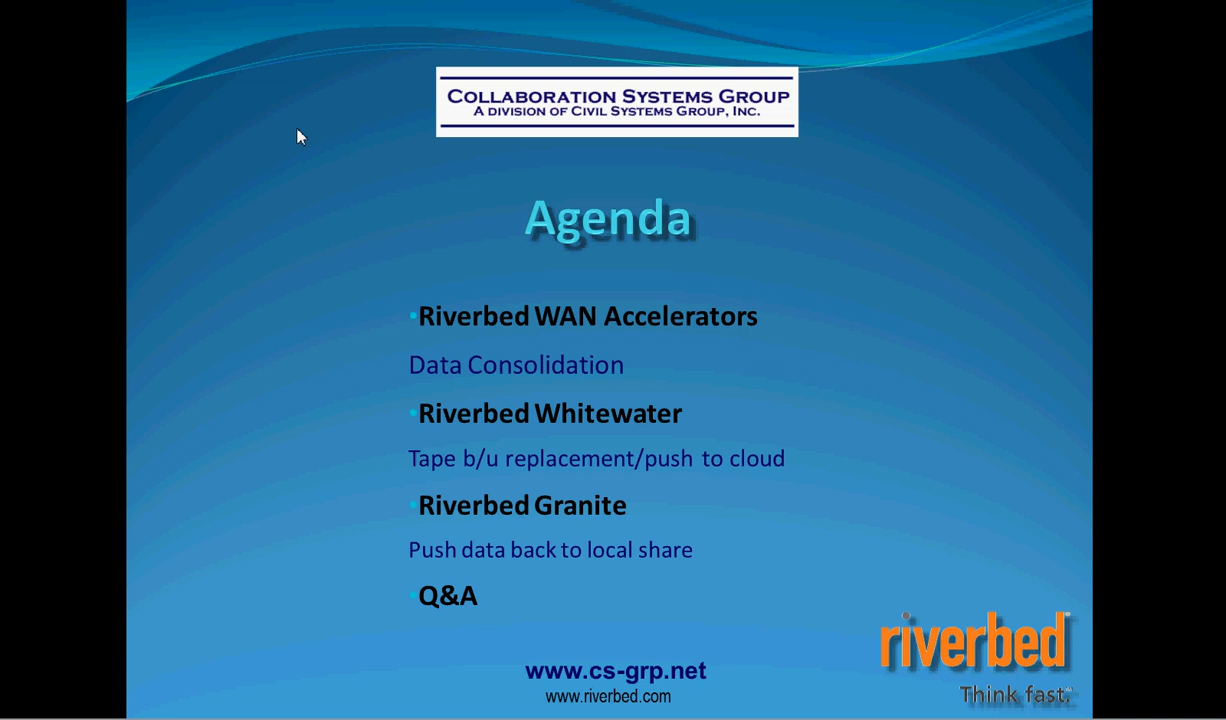 COLLABORATION SYSTEMS GROUP
A DIVISION OF CIVIL SYSTEMS GROUP, INC.
Agenda
•Riverbed WAN Accelerators
Data Consolidation
•Riverbed Whitewater
Tape b/u replacement/push to cloud
•Riverbed Granite
Push data back to local share
•Q&A
riverbed®
www.cs-grp.net
Think fast.
www.riverbed.com